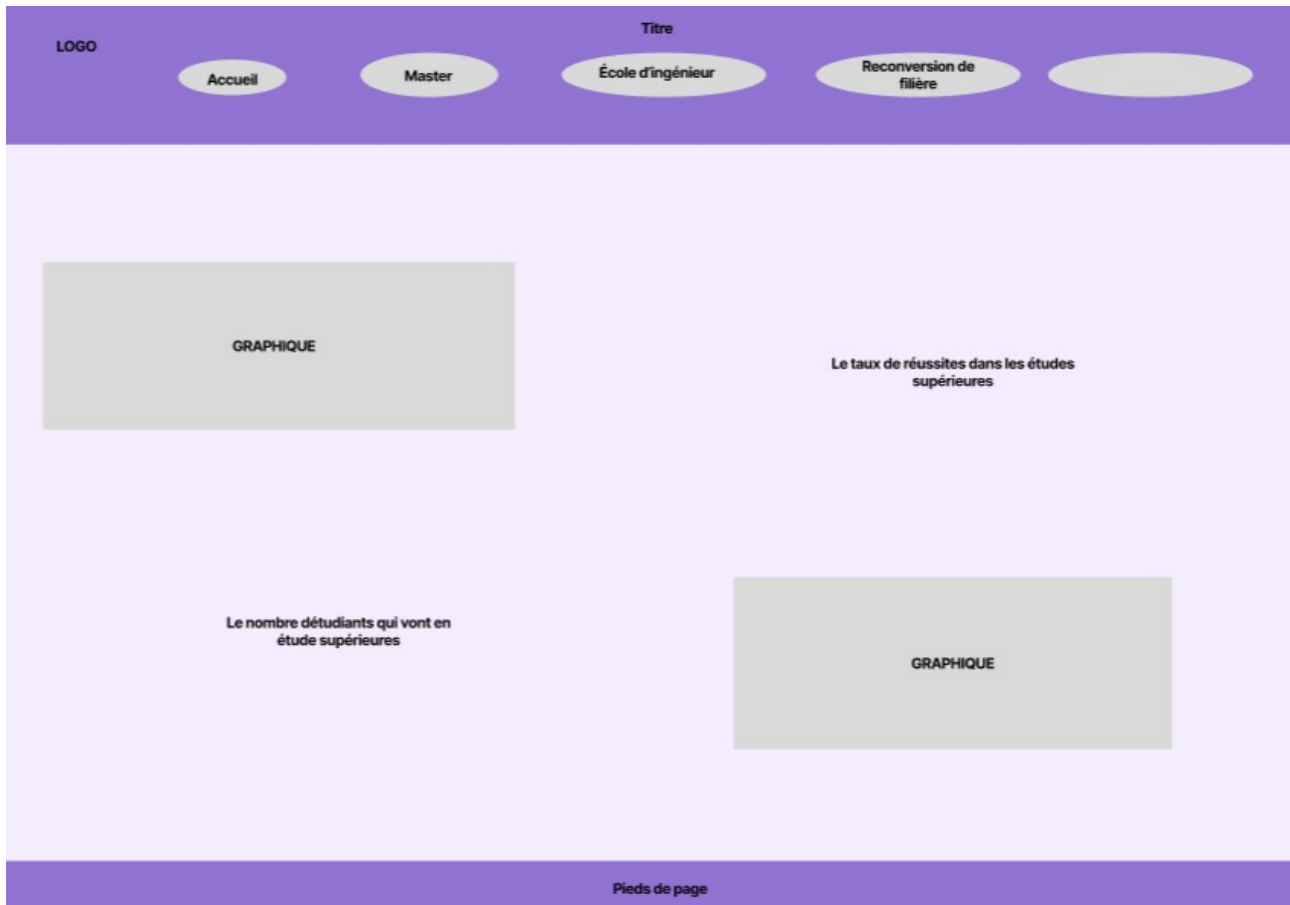 Titre
LOGO
Accueil
Master
École d'ingénieur
Reconversion de
filière
GRAPHIQUE
Le taux de réussites dans les études
supérieures
Le nombre détudiants qui vont en
étude supérieures
GRAPHIQUE
Pieds de page